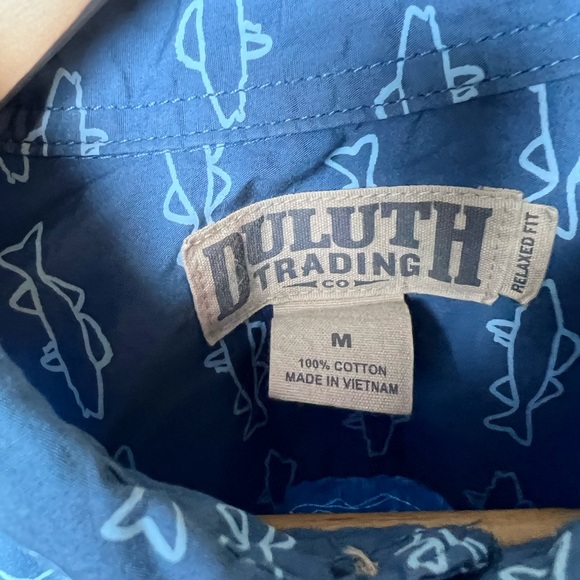 DULUTH
TRADING
CO
RELAXED FIT
M
100% COTTON
MADE IN VIETNAM